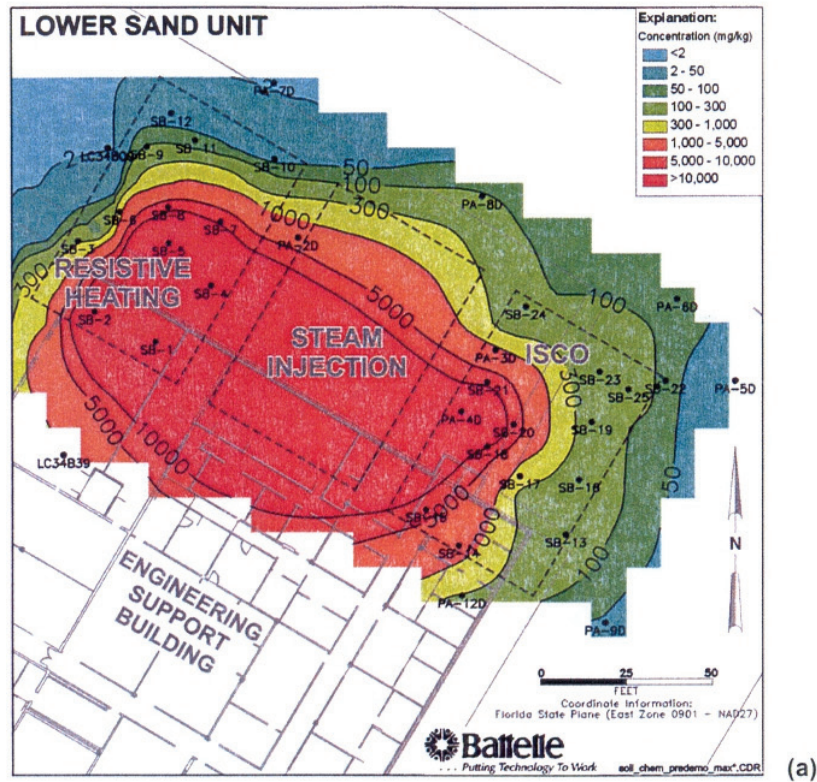 LOWER SAND UNIT
Explanation:
Concentration (mg/kg)
<2
2 - 50
50 - 100
100 - 300
300 - 1,000
1,000 - 5,000
5,000 - 10,000
>10,000
PA-7D
SB-12
2
SB-9
SB-11
SB-10
50
100
300
1000
PA-8D
SB-6
SB-8
SB-7
SB-3
SB-5
PA-2D
300
RESISTIVE
HEATING
SB-4
5000
100
SB-24
PA-6D
SB-2
STEAM
INJECTION
SB-1
PA-3D
ISCO
300
SB-23
SB-22
SB-21
SB-25
PA-5D
PA-4D
SB-20
SB-19
5000
10000
LC34B39
SB-17
50
SB-14
SB-13
100
PA-12D
PA-9D
N
ENGINEERING
SUPPORT
BUILDING
0 25 50
FEET
Coordinate Information:
Florida State Plane (East Zone 0901 - NAD27)
Battelle
. . . Putting Technology To Work
soil_chem_predemo_max*.CDR
(a)